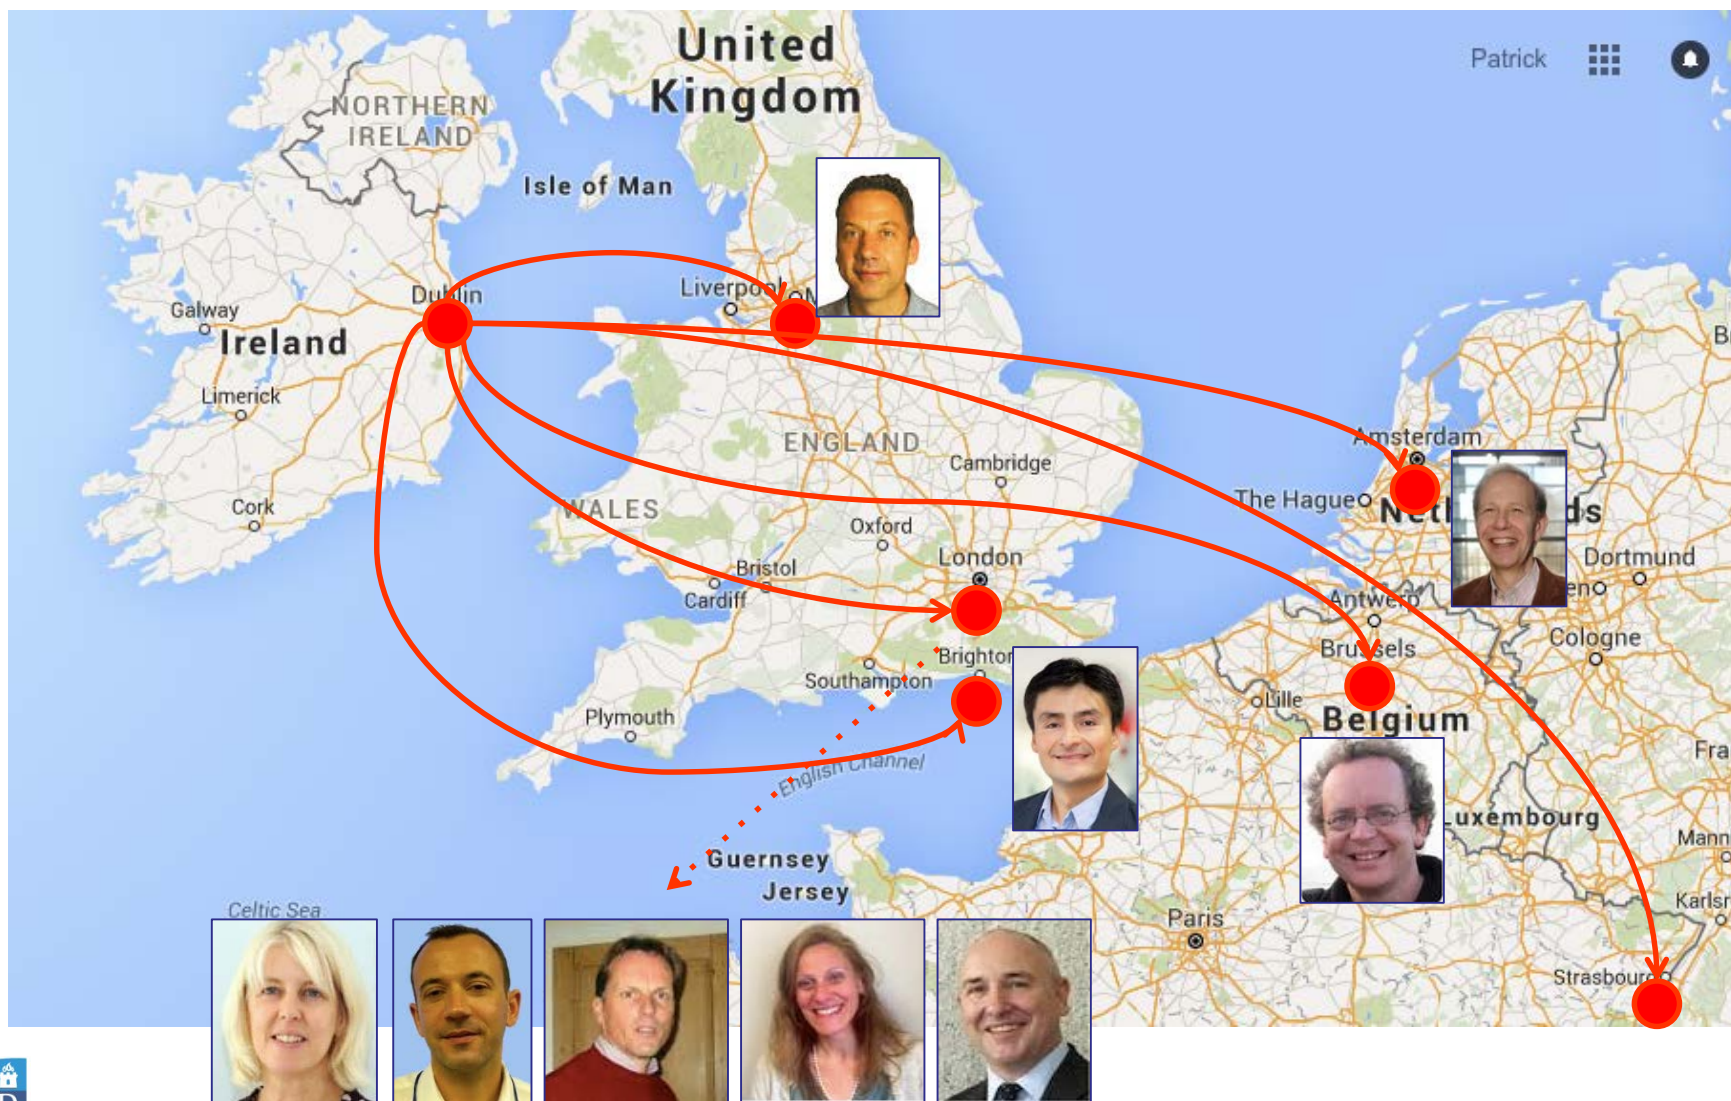 United
Kingdom
Patrick
NORTHERN
IRELAND
Isle of Man
Dublin
Liverpool
Galway
Ireland
Limerick
Cork
ENGLAND
Cambridge
WALES
Oxford
London
Bristol
Cardiff
Brighton
Southampton
Plymouth
English Channel
Guernsey
Jersey
Celtic Sea
Amsterdam
The Hague
Dortmund
Antwerp
Cologne
Brussels
Lille
Belgium
Luxembourg
Paris
Strasbourg